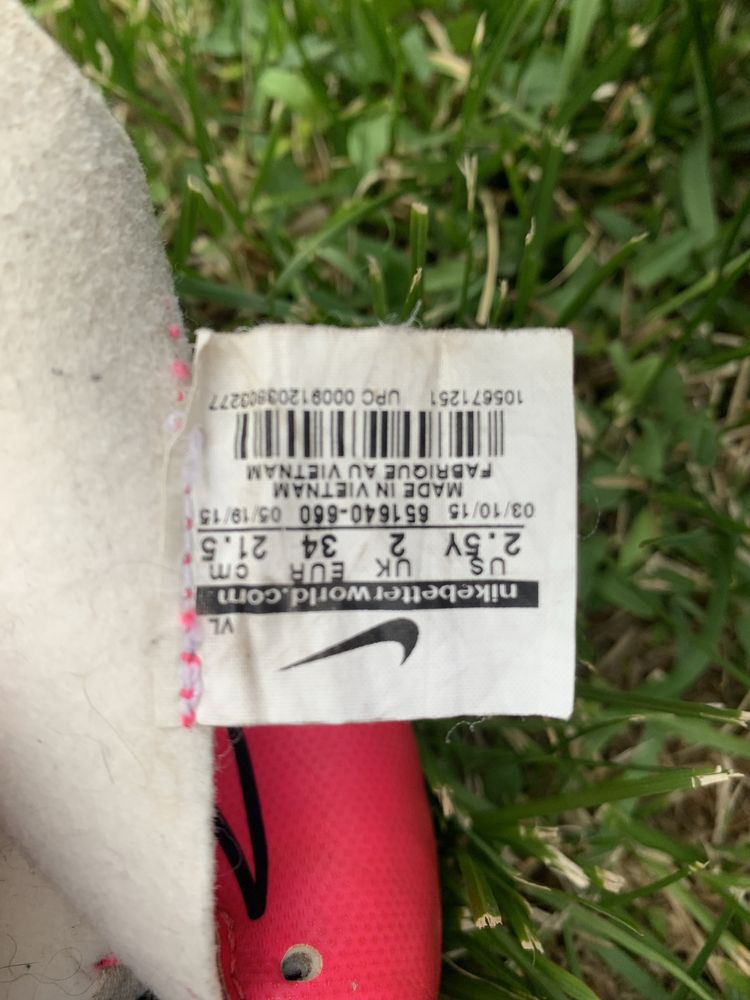 VL
nikebetterworld.com
US UK EUR cm
2.5Y 2 34 21.5
03/10/15 651640-660 05/19/15
MADE IN VIETNAM
FABRIQUE AU VIETNAM
105671251 UPC 00091203803277